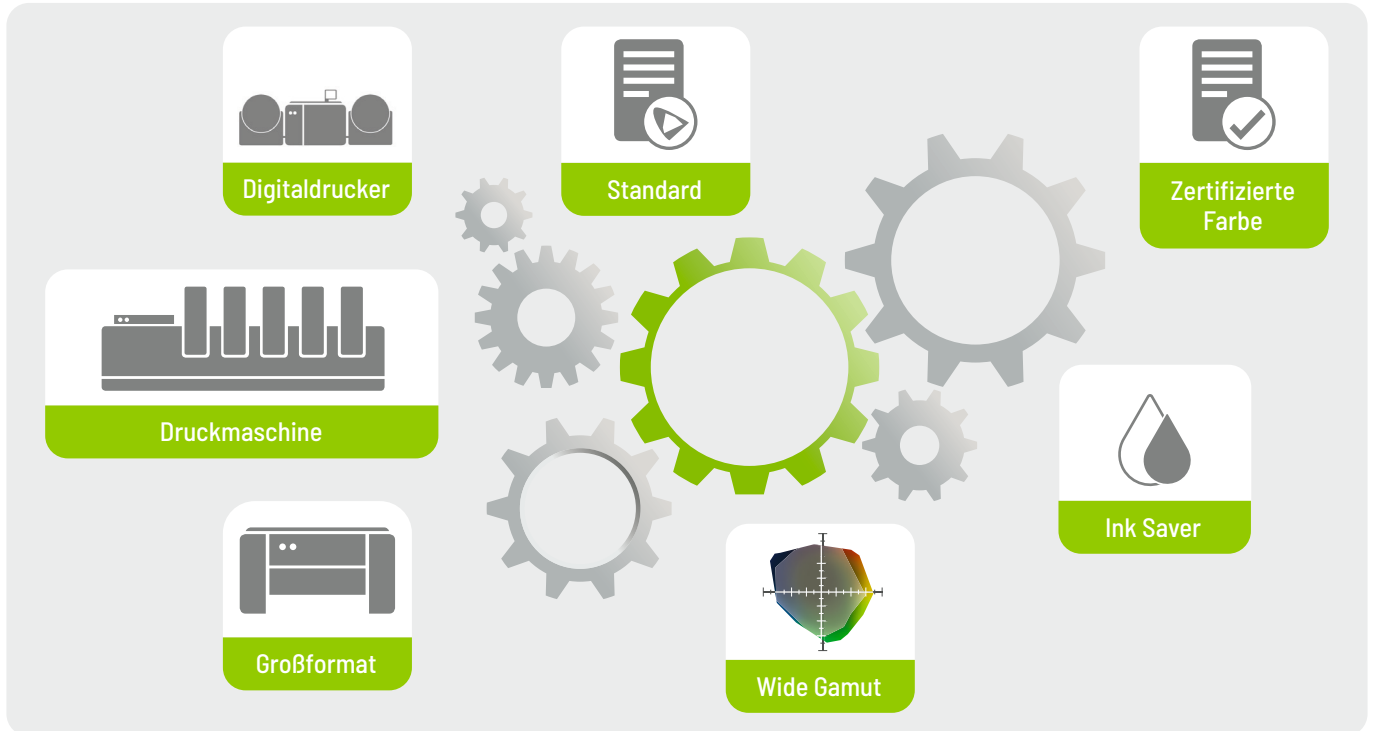 Digitaldrucker
Standard
Zertifizierte
Farbe
Druckmaschine
Ink Saver
Großformat
Wide Gamut